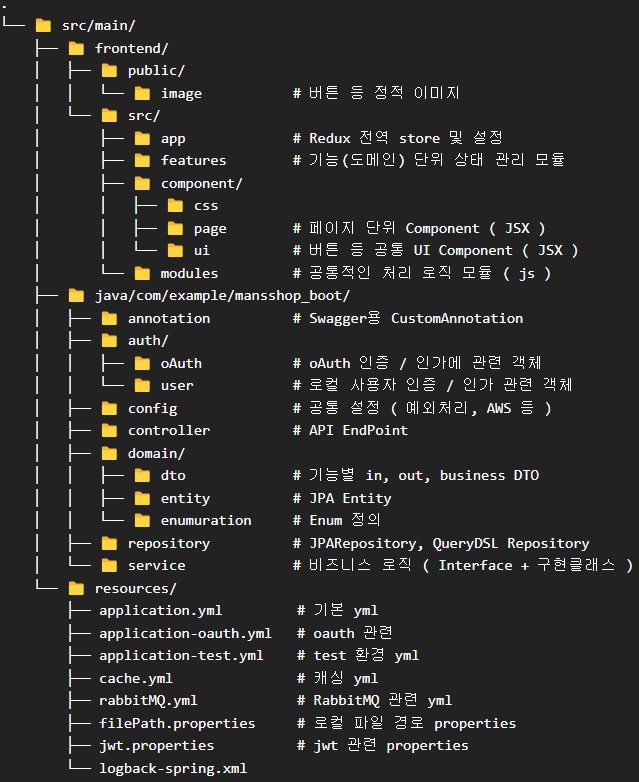 .
└── 📁 src/main/
    ├── 📁 frontend/
    │   ├── 📁 public/
    │   │   └── 📁 image           # 버튼 등 정적 이미지
    │   └── 📁 src/
    │       ├── 📁 app             # Redux 전역 store 및 설정
    │       ├── 📁 features        # 기능(도메인) 단위 상태 관리 모듈
    │       ├── 📁 component/
    │       │   ├── 📁 css
    │       │   ├── 📁 page        # 페이지 단위 Component ( JSX )
    │       │   └── 📁 ui          # 버튼 등 공통 UI Component ( JSX )
    │       └── 📁 modules         # 공통적인 처리 로직 모듈 ( js )
    ├── 📁 java/com/example/mansshop_boot/
    │   ├── 📁 annotation          # Swagger용 CustomAnnotation
    │   ├── 📁 auth/
    │   │   ├── 📁 oAuth           # oAuth 인증 / 인가에 관련 객체
    │   │   └── 📁 user            # 로컬 사용자 인증 / 인가 관련 객체
    │   ├── 📁 config              # 공통 설정 ( 예외처리, AWS 등 )
    │   ├── 📁 controller          # API EndPoint
    │   ├── 📁 domain/
    │   │   ├── 📁 dto             # 기능별 in, out, business DTO
    │   │   ├── 📁 entity          # JPA Entity
    │   │   └── 📁 enumuration     # Enum 정의
    │   ├── 📁 repository          # JPARepository, QueryDSL Repository
    │   └── 📁 service             # 비즈니스 로직 ( Interface + 구현클래스 )
    └── 📁 resources/
        ├── application.yml         # 기본 yml
        ├── application-oauth.yml   # oauth 관련
        ├── application-test.yml    # test 환경 yml
        ├── cache.yml               # 캐싱 yml
        ├── rabbitMQ.yml            # RabbitMQ 관련 yml
        ├── filePath.properties     # 로컬 파일 경로 properties
        ├── jwt.properties          # jwt 관련 properties
        └── logback-spring.xml